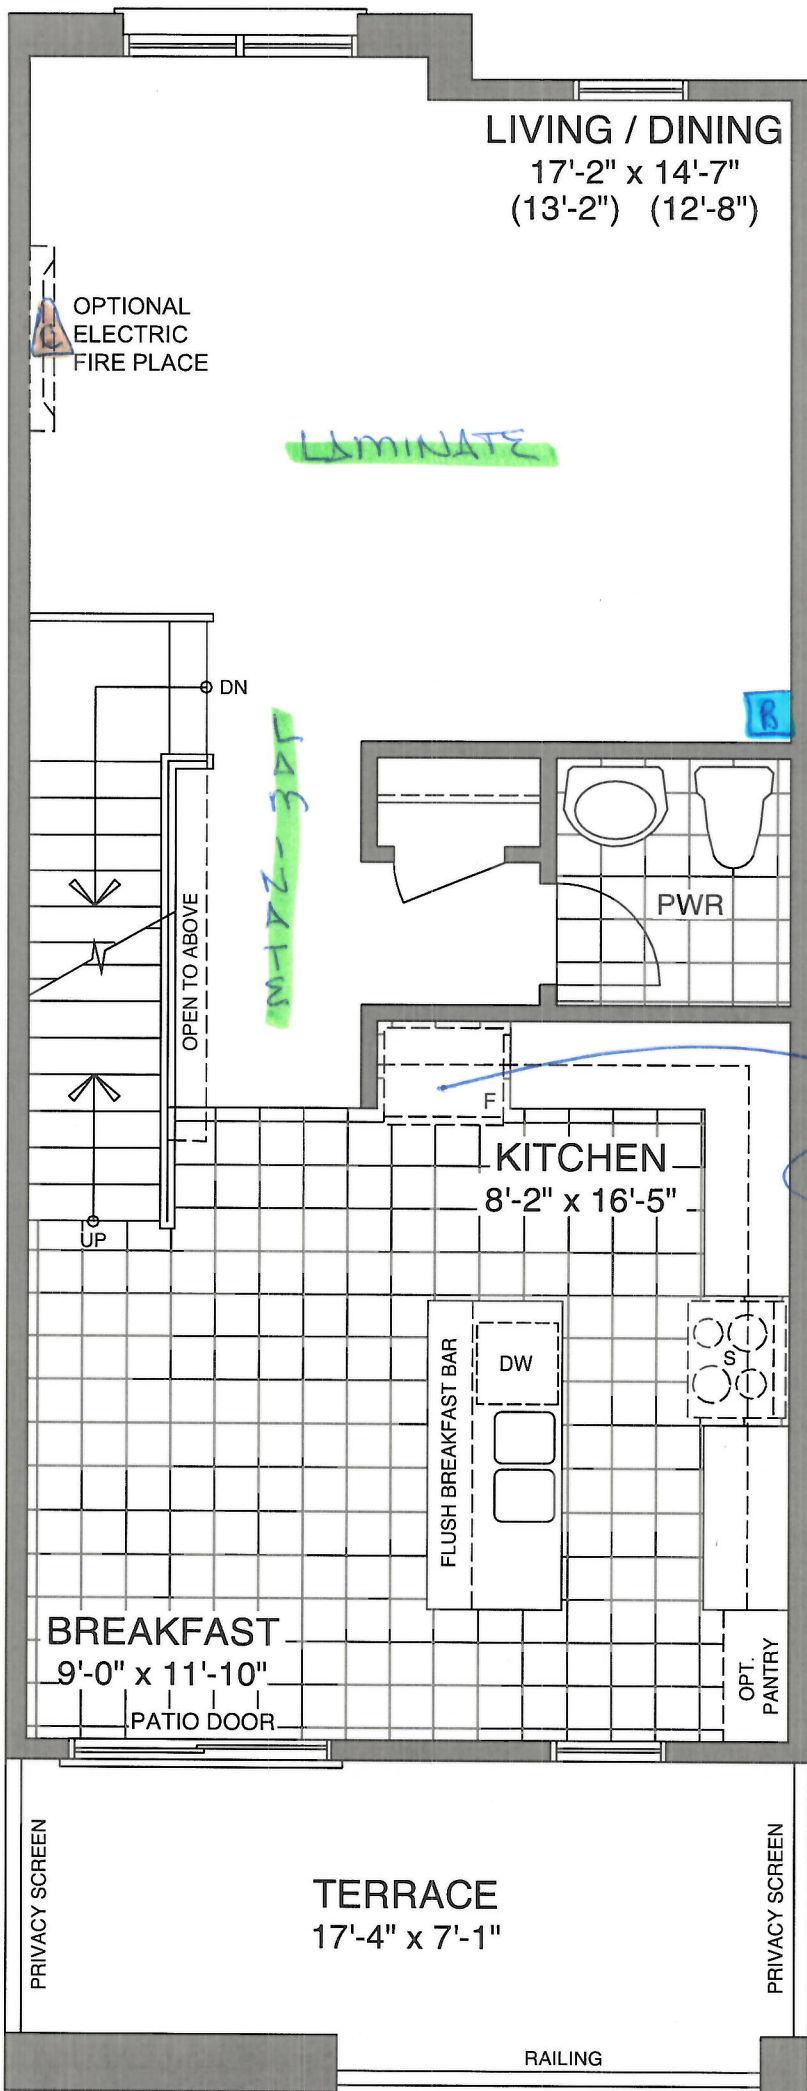 LIVING / DINING
17'-2" x 14'-7"
(13'-2") (12'-8")
OPTIONAL
ELECTRIC
FIRE PLACE
C
LAMINATE
DN
B
OPEN TO ABOVE
PWR
F
KITCHEN
8'-2" x 16'-5"
UP
FLUSH BREAKFAST BAR
DW
S
BREAKFAST
9'-0" x 11'-10"
PATIO DOOR
OPT.
PANTRY
PRIVACY SCREEN
TERRACE
17'-4" x 7'-1"
PRIVACY SCREEN
RAILING